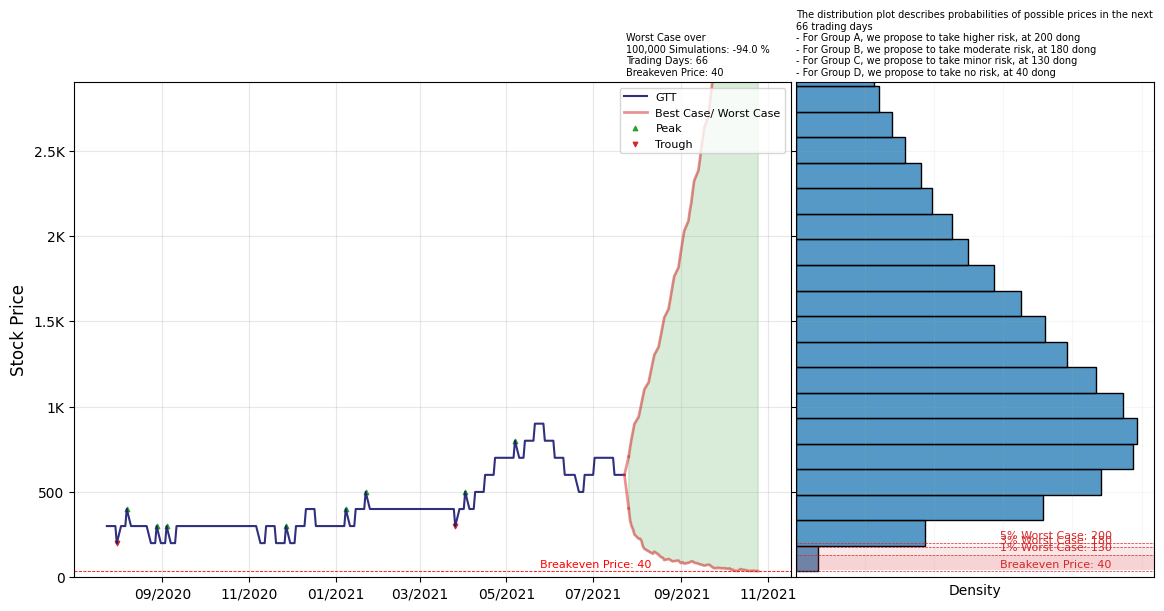 The distribution plot describes probabilities of possible prices in the next
66 trading days
- For Group A, we propose to take higher risk, at 200 dong
- For Group B, we propose to take moderate risk, at 180 dong
- For Group C, we propose to take minor risk, at 130 dong
- For Group D, we propose to take no risk, at 40 dong
Worst Case over
100,000 Simulations: -94.0 %
Trading Days: 66
Breakeven Price: 40
GTT
Best Case/ Worst Case
Peak
Trough
Stock Price
2.5K
2K
1.5K
1K
500
0
Breakeven Price: 40
09/2020
11/2020
01/2021
03/2021
05/2021
07/2021
09/2021
11/2021
5% Worst Case: 200
3% Worst Case: 180
1% Worst Case: 130
Breakeven Price: 40
Density